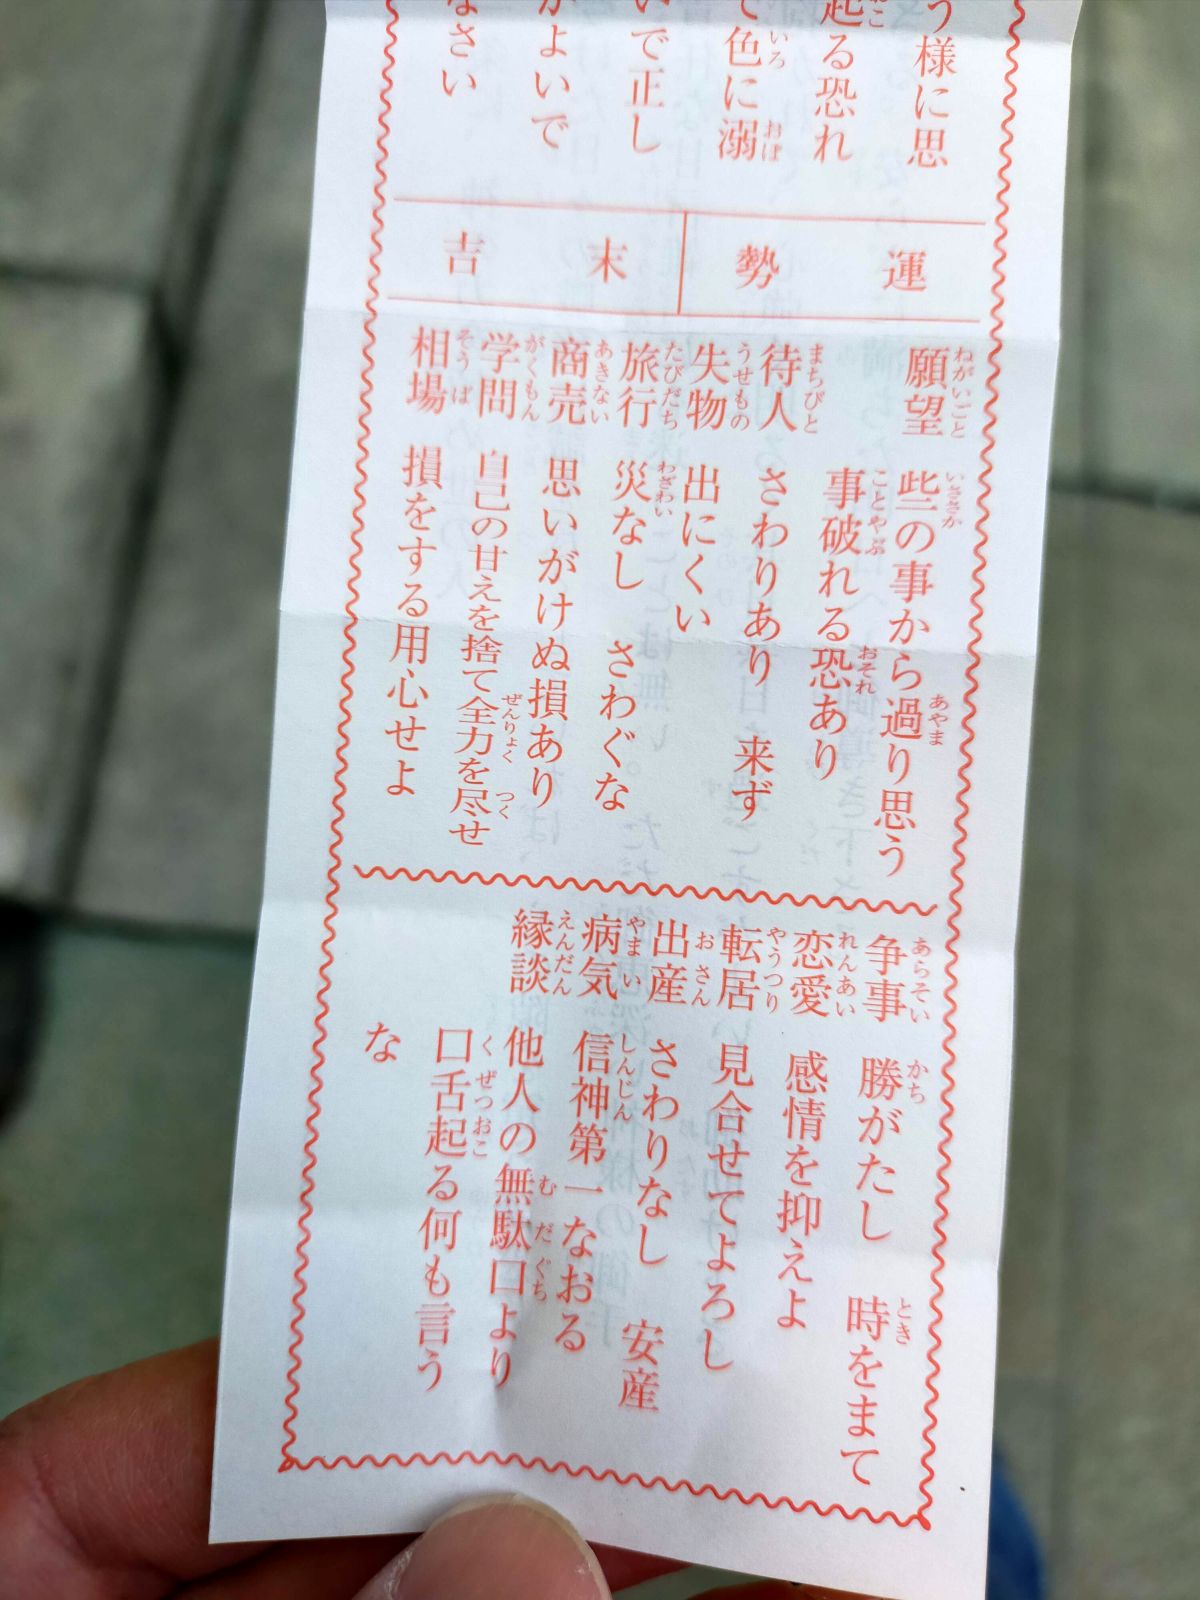 う様に思
起る恐れ
て色に溺
いで正し
がよいで
なさい
運勢 末吉
願望 些の事から過り思う
事破れる恐あり
待人 さわりあり 来ず
失物 出にくい
旅行 災なし さわぐな
商売 思いがけぬ損あり
学問 自己の甘えを捨て全力を尽せ
相場 損をする用心せよ
争事 勝がたし 時をまて
恋愛 感情を抑えよ
転居 見合せてよろし
出産 さわりなし 安産
病気 信神第一なおる
縁談 他人の無駄口より
口舌起る何も言う
な